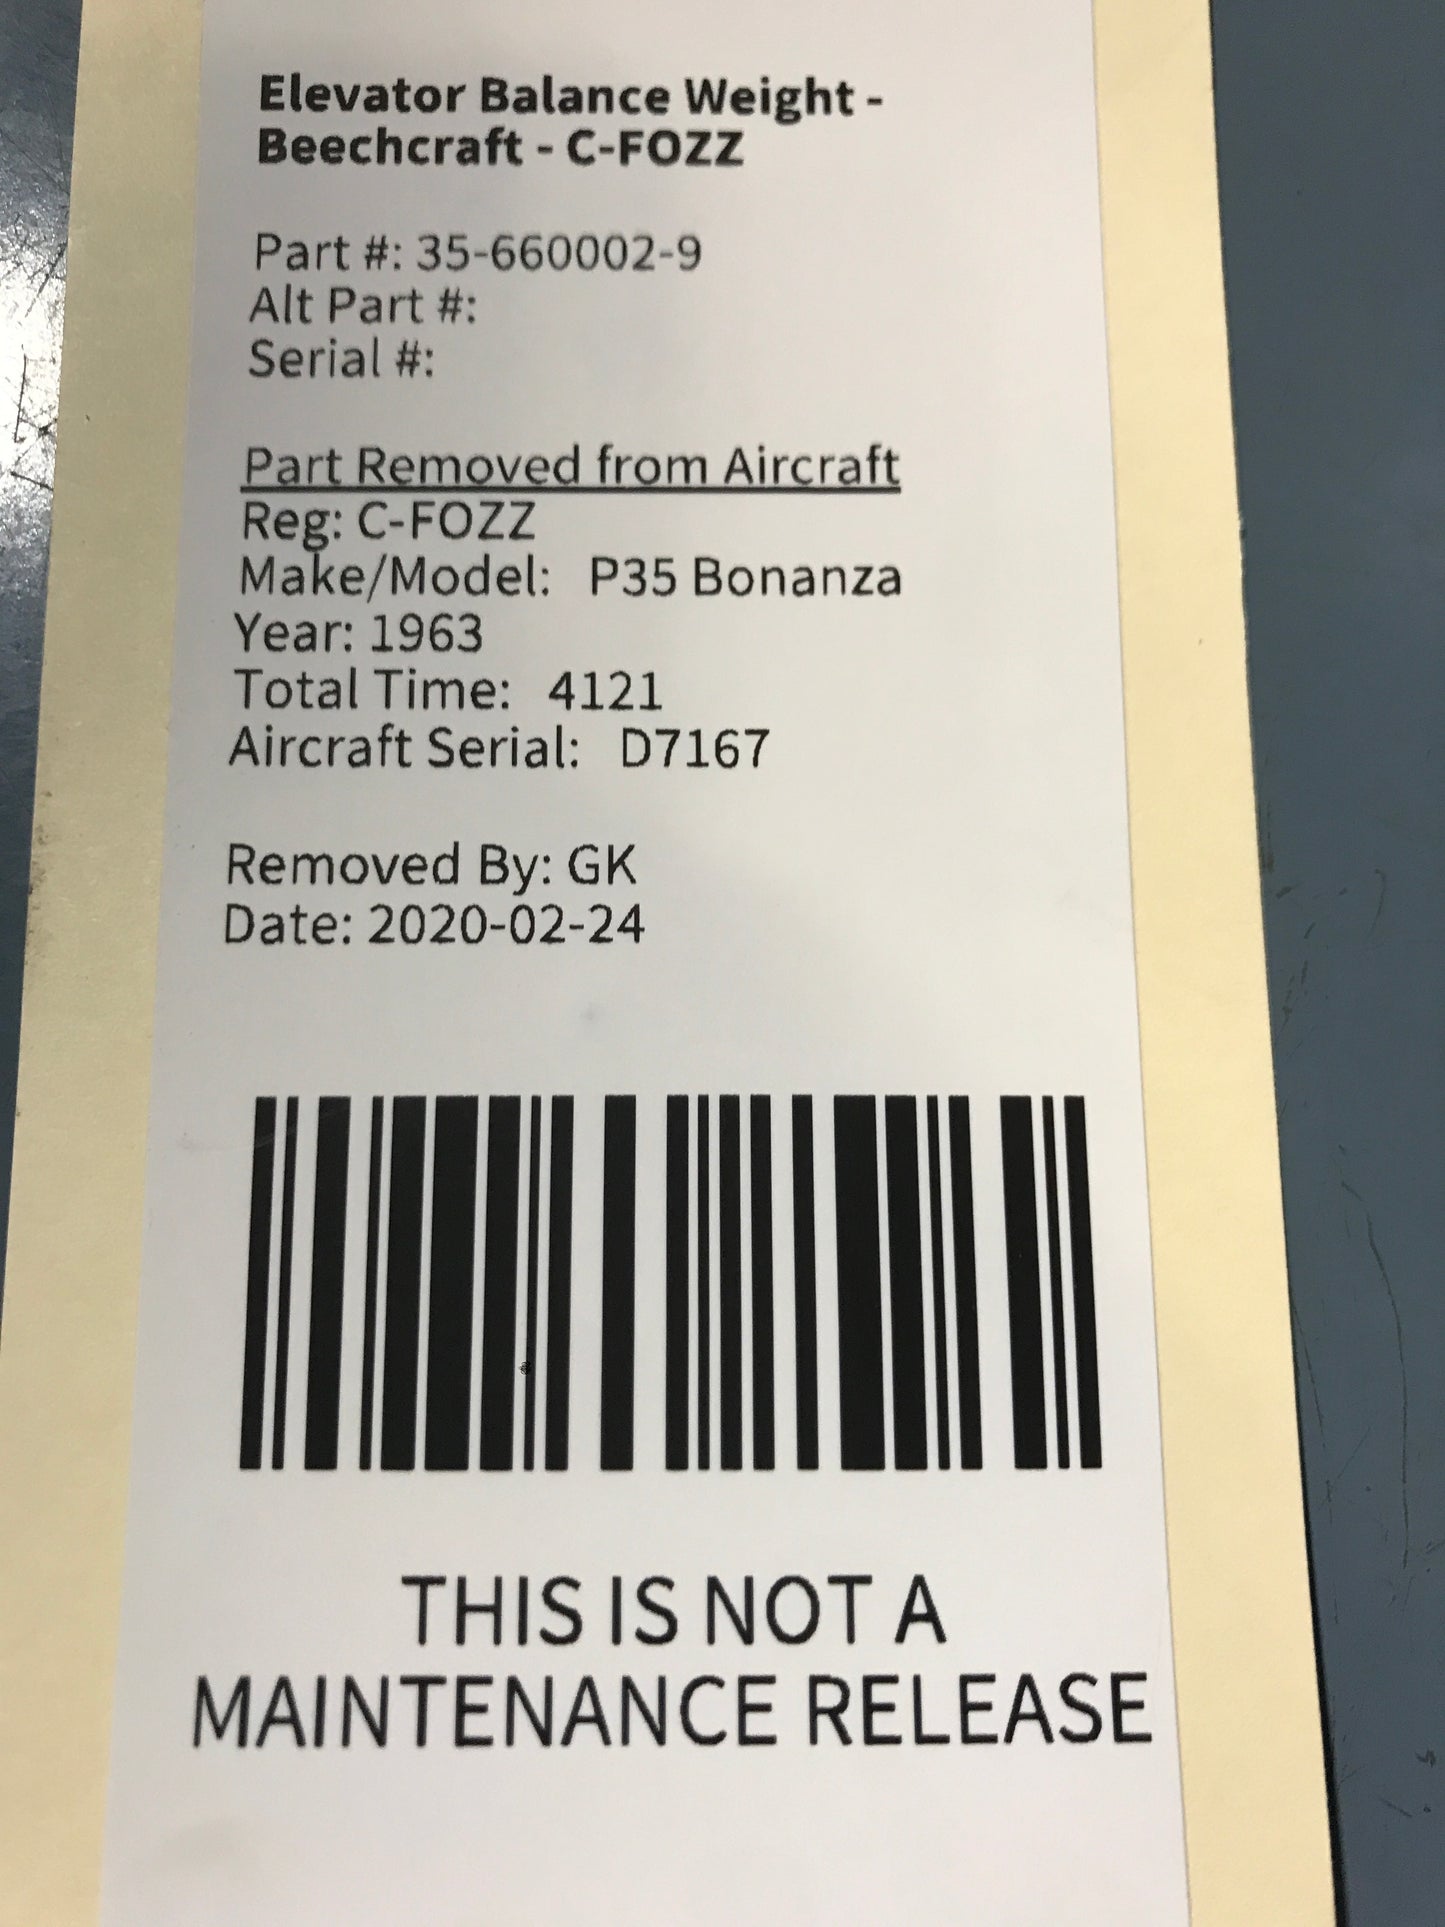 Elevator Balance Weight -
Beechcraft - C-FOZZ
Part #: 35-660002-9
Alt Part #:
Serial #:
Part Removed from Aircraft
Reg: C-FOZZ
Make/Model: P35 Bonanza
Year: 1963
Total Time: 4121
Aircraft Serial: D7167
Removed By: GK
Date: 2020-02-24
THIS IS NOT A
MAINTENANCE RELEASE